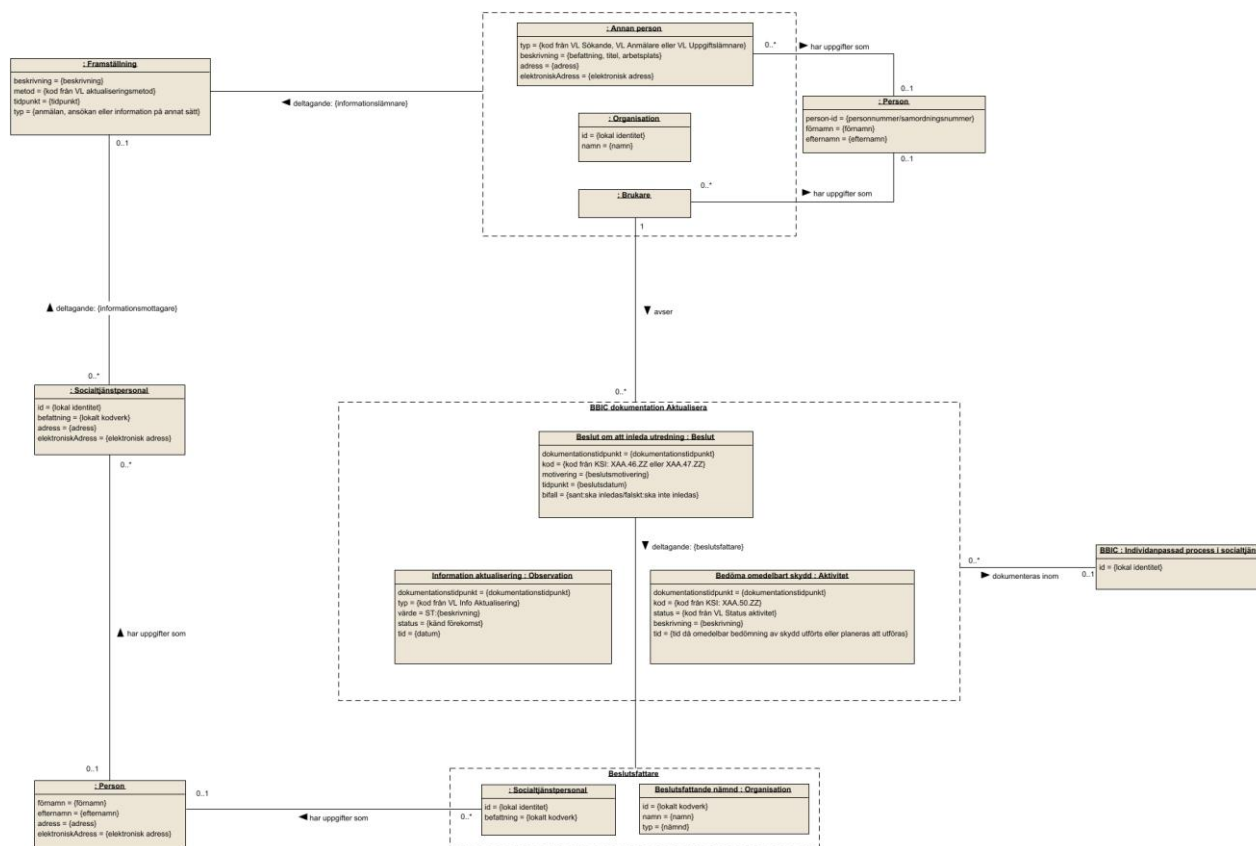 : Annan person
typ = {kod från VL Sökande, VL Anmälare eller VL Uppgiftslämnare}
beskrivning = {befattning, titel, arbetsplats}
adress = {adress}
elektroniskAdress = {elektronisk adress}
0..*
har uppgifter som
: Framställning
beskrivning = {beskrivning}
metod = {kod från VL aktualiseringsmetod}
tidpunkt = {tidpunkt}
typ = {anmälan, ansökan eller information på annat sätt}
deltagande: {informationslämnare}
0..1
: Person
person-id = {personnummer/samordningsnummer}
förnamn = {förnamn}
efternamn = {efternamn}
: Organisation
id = {lokal identitet}
namn = {namn}
0..1
0..1
0..*
: Brukare
har uppgifter som
1
deltagande: {informationsmottagare}
avser
0..*
0..*
: Socialtjänstpersonal
id = {lokal identitet}
befattning = {lokalt kodverk}
adress = {adress}
elektroniskAdress = {elektronisk adress}
0..*
BBIC dokumentation Aktualisera
Beslut om att inleda utredning : Beslut
dokumentationstidpunkt = {dokumentationstidpunkt}
kod = {kod från KSI: XAA.46.ZZ eller XAA.47.ZZ}
motivering = {beslutsmotivering}
tidpunkt = {beslutsdatum}
bifall = {sant:ska inledas/falskt:ska inte inledas}
deltagande: {beslutsfattare}
Information aktualisering : Observation
dokumentationstidpunkt = {dokumentationstidpunkt}
typ = {kod från VL Info Aktualisering}
värde = ST:{beskrivning}
status = {känd förekomst}
tid = {datum}
Bedöma omedelbart skydd : Aktivitet
dokumentationstidpunkt = {dokumentationstidpunkt}
kod = {kod från KSI: XAA.50.ZZ}
status = {kod från VL Status aktivitet}
beskrivning = {beskrivning}
tid = {tid då omedelbar bedömning av skydd utförts eller planeras att utföras}
0..*
dokumenteras inom
0..1
BBIC : Individanpassad process i socialtjän
id = {lokal identitet}
har uppgifter som
0..1
: Person
förnamn = {förnamn}
efternamn = {efternamn}
adress = {adress}
elektroniskAdress = {elektronisk adress}
0..1
har uppgifter som
0..*
Beslutsfattare
: Socialtjänstpersonal
id = {lokal identitet}
befattning = {lokalt kodverk}
Beslutsfattande nämnd : Organisation
id = {lokalt kodverk}
namn = {namn}
typ = {nämnd}